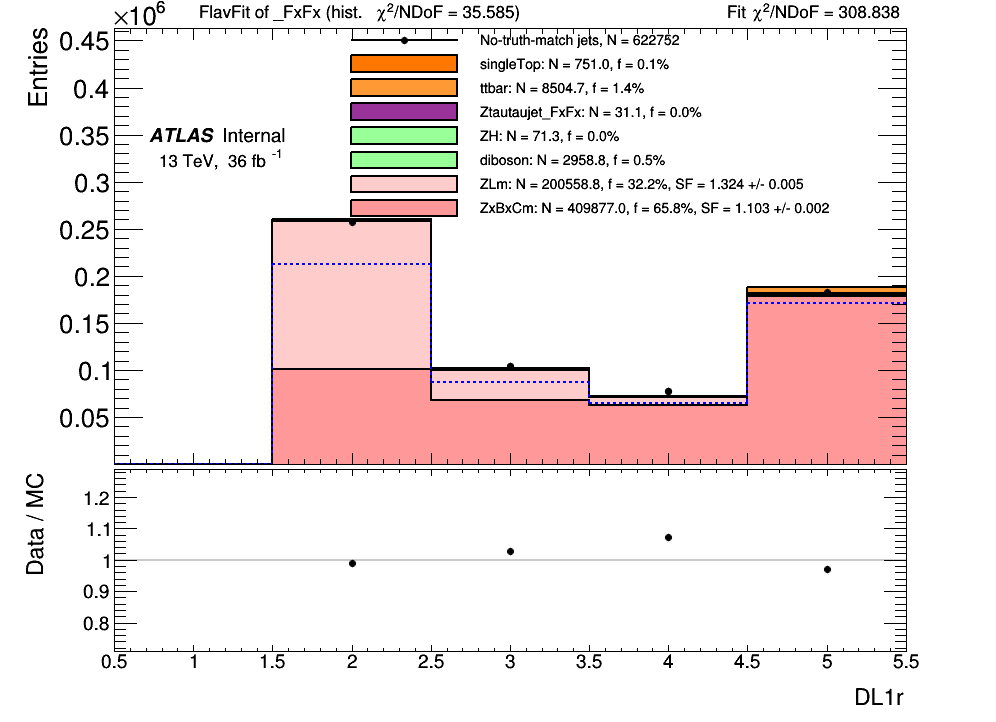 ×10⁶ FlavFit of _FxFx (hist. χ²/NDoF = 35.585) Fit χ²/NDoF = 308.838
Entries
0.45
0.4
0.35
0.3
0.25
0.2
0.15
0.1
0.05
ATLAS Internal
13 TeV, 36 fb⁻¹
No-truth-match jets, N = 622752
singleTop: N = 751.0, f = 0.1%
ttbar: N = 8504.7, f = 1.4%
Ztautaujet_FxFx: N = 31.1, f = 0.0%
ZH: N = 71.3, f = 0.0%
diboson: N = 2958.8, f = 0.5%
ZLm: N = 200558.8, f = 32.2%, SF = 1.324 +/- 0.005
ZxBxCm: N = 409877.0, f = 65.8%, SF = 1.103 +/- 0.002
Data / MC
1.2
1.1
1
0.9
0.8
0.5 1 1.5 2 2.5 3 3.5 4 4.5 5 5.5
DL1r